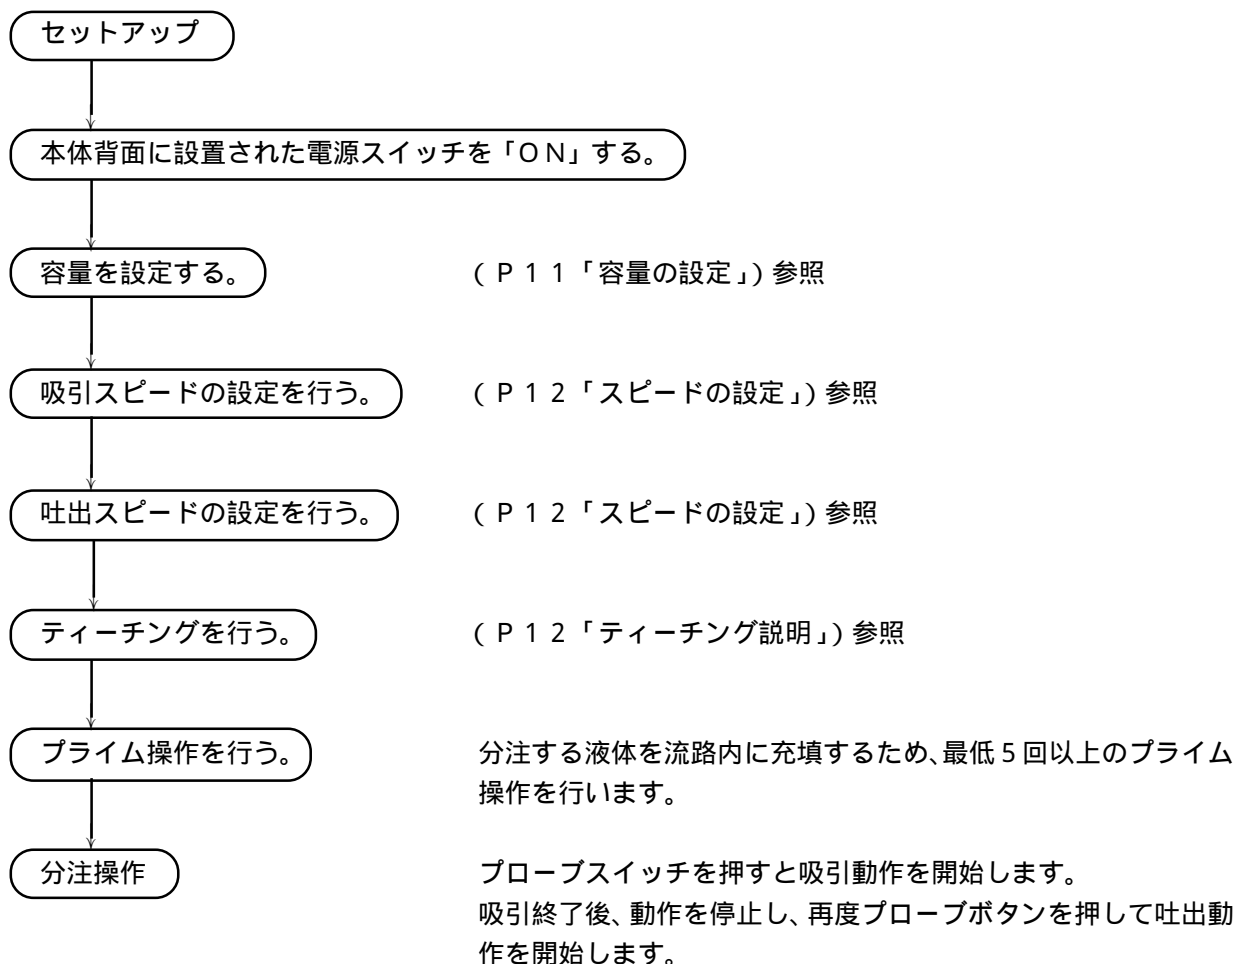 セットアップ
本体背面に設置された電源スイッチを「ON」する。
容量を設定する。 (P11「容量の設定」)参照
吸引スピードの設定を行う。 (P12「スピードの設定」)参照
吐出スピードの設定を行う。 (P12「スピードの設定」)参照
ティーチングを行う。 (P12「ティーチング説明」)参照
プライム操作を行う。 分注する液体を流路内に充填するため、最低5回以上のプライム
操作を行います。
分注操作 プローブスイッチを押すと吸引動作を開始します。
吸引終了後、動作を停止し、再度プローブボタンを押して吐出動
作を開始します。